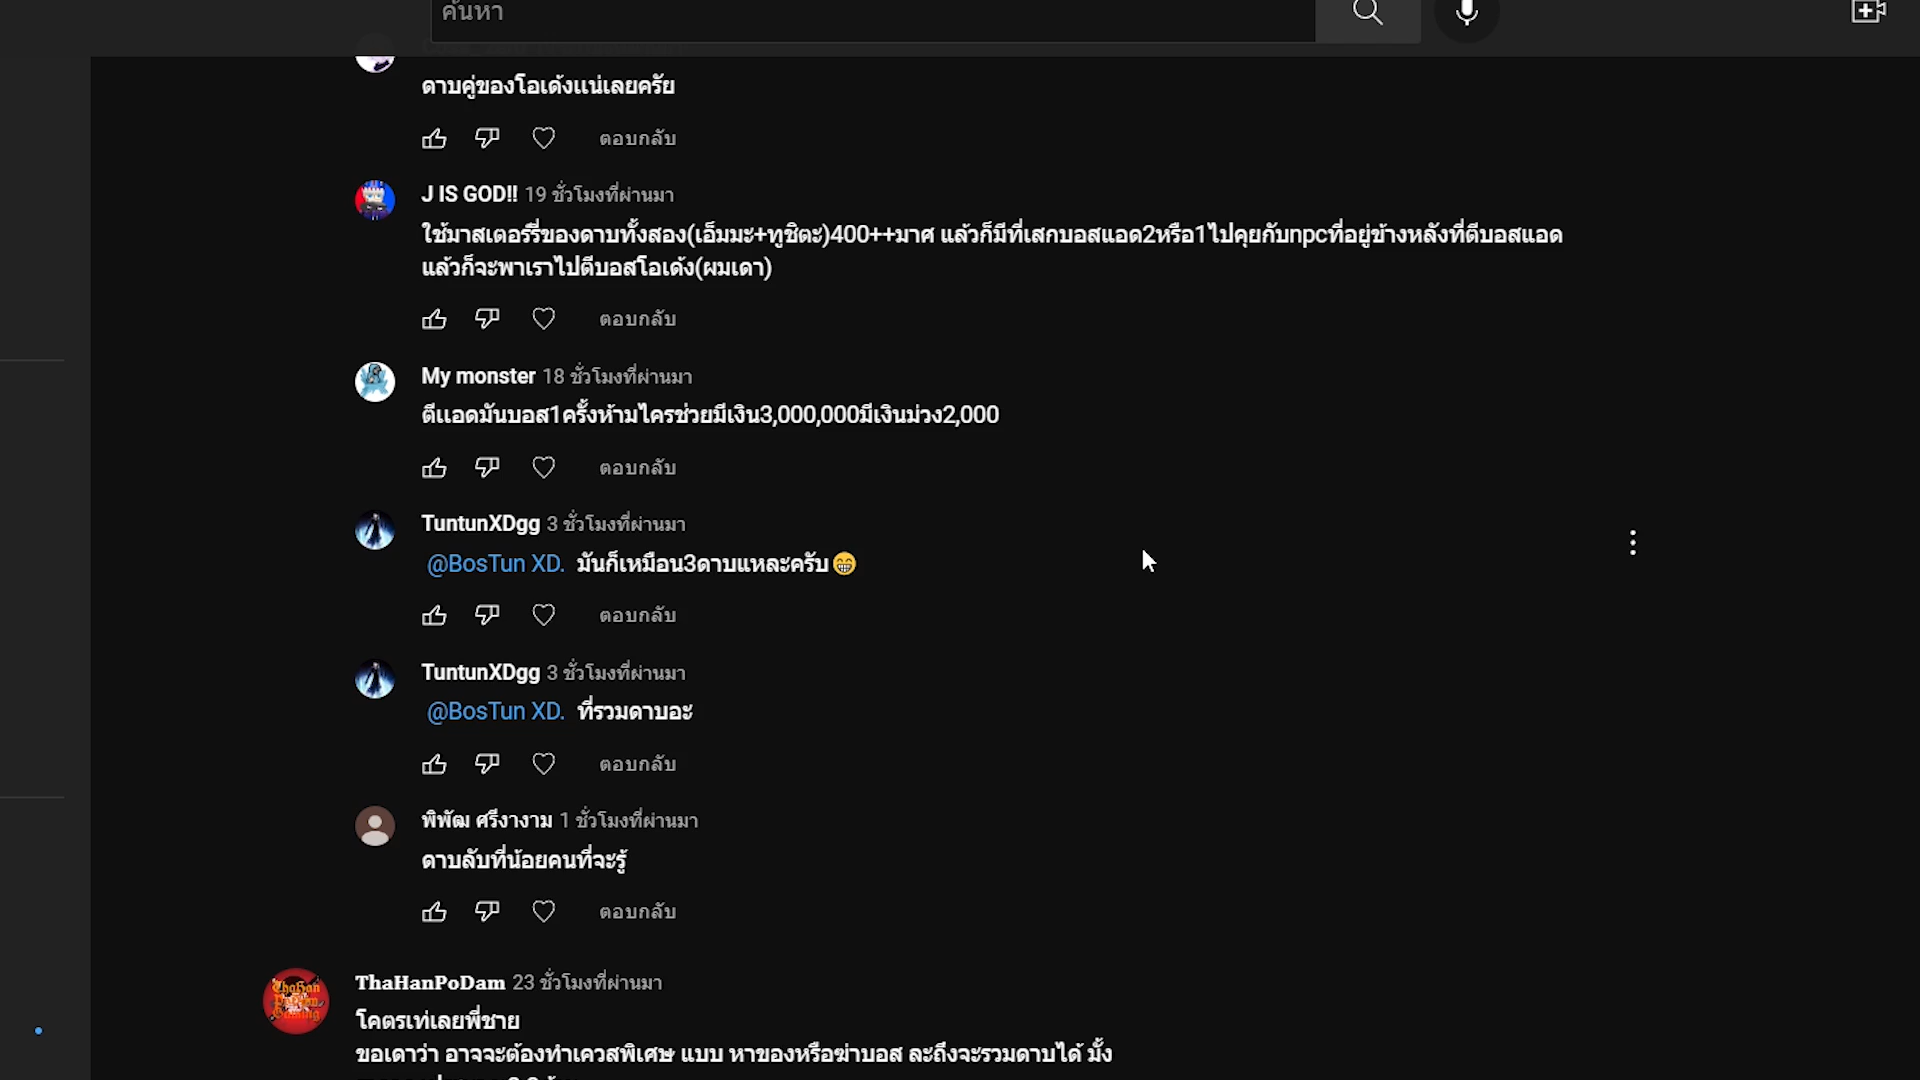 ค้นหา
ดาบคู่ของโอเด้งแน่เลยครัย
ตอบกลับ
J IS GOD!! 19 ชั่วโมงที่ผ่านมา
ใช้มาสเตอร์รี่ของดาบทั้งสอง(เอ็มมะ+ทูชิตะ)400++มาศ แล้วก็มีที่เสกบอสแอด2หรือ1ไปคุยกับnpcที่อยู่ข้างหลังที่ตีบอสแอด
แล้วก็จะพาเราไปตีบอสโอเด้ง(ผมเดา)
ตอบกลับ
My monster 18 ชั่วโมงที่ผ่านมา
ตีแอดมันบอส1ครั้งห้ามไครช่วยมีเงิน3,000,000มีเงินม่วง2,000
ตอบกลับ
TuntunXDgg 3 ชั่วโมงที่ผ่านมา
@BosTun XD. มันก็เหมือน3ดาบแหละครับ😁
ตอบกลับ
TuntunXDgg 3 ชั่วโมงที่ผ่านมา
@BosTun XD. ที่รวมดาบอะ
ตอบกลับ
พิพัฒ ศรีงางาม 1 ชั่วโมงที่ผ่านมา
ดาบลับที่น้อยคนที่จะรู้
ตอบกลับ
ThaHanPoDam 23 ชั่วโมงที่ผ่านมา
โคตรเท่เลยพี่ชาย
ขอเดาว่า อาจจะต้องทำเควสพิเศษ แบบ หาของหรือฆ่าบอส ละถึงจะรวมดาบได้ มั้ง